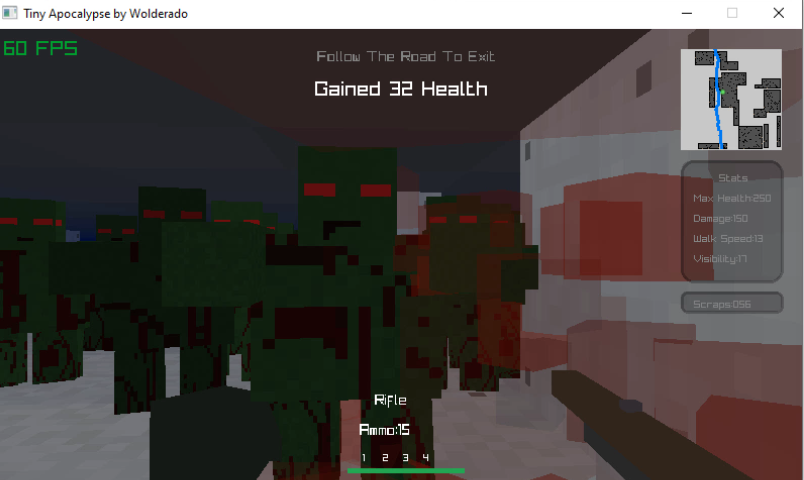 Tiny Apocalypse by Wolderado
60 FPS
Follow The Road To Exit
Gained 32 Health
Stats
Max Health:250
Damage:150
Walk Speed:13
Visibility:17
Scraps:056
Rifle
Ammo:15
1 2 3 4